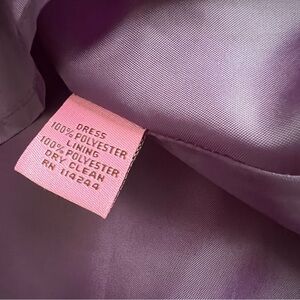 DRESS
100% POLYESTER
LINING
100% POLYESTER
DRY CLEAN
RN 114244